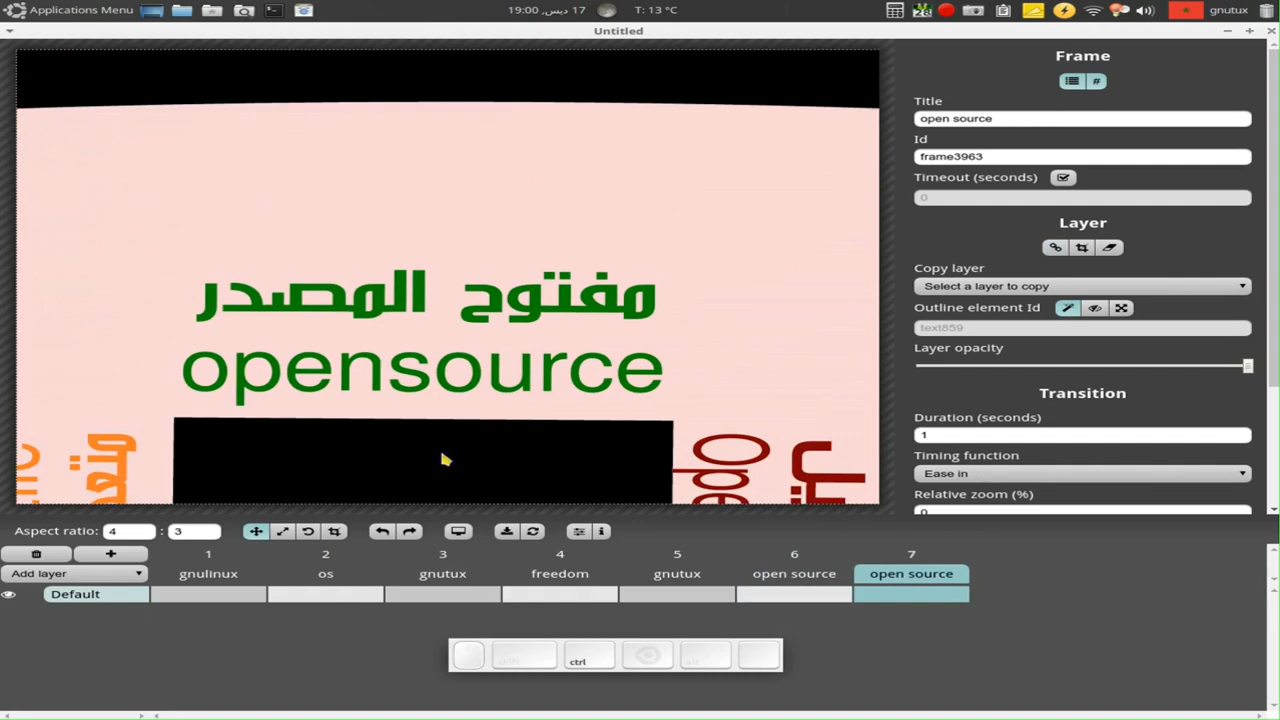 Applications Menu
17 ديس, 19:00
T: 13 °C
28
gnutux
Untitled
Frame
#
Title
open source
Id
frame3963
Timeout (seconds)
0
Layer
Copy layer
Select a layer to copy
Outline element Id
text859
Layer opacity
Transition
Duration (seconds)
1
Timing function
Ease in
Relative zoom (%)
0
مفتوح المصدر
opensource
Aspect ratio: 4 : 3
1 2 3 4 5 6 7
Add layer
gnulinux os gnutux freedom gnutux open source open source
Default
shift ctrl alt